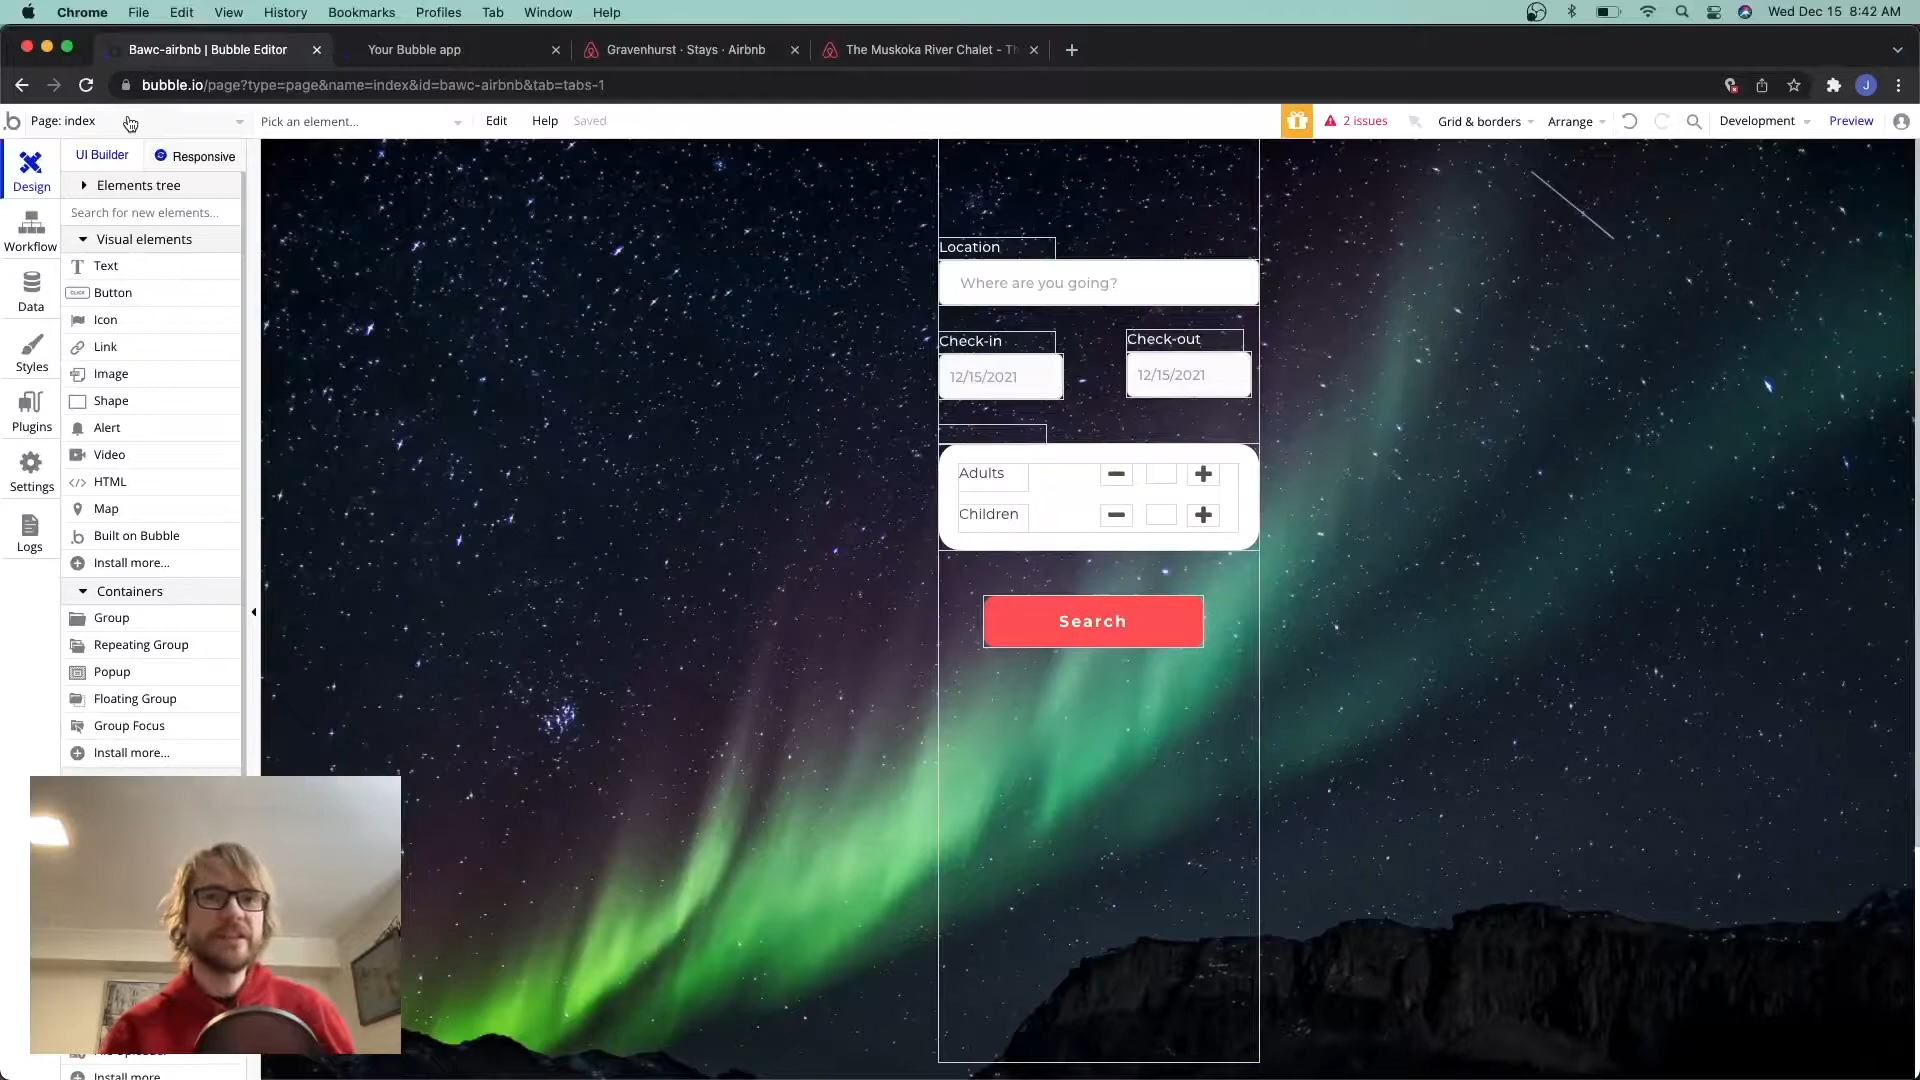 Chrome File Edit View History Bookmarks Profiles Tab Window Help Wed Dec 15 8:42 AM
Bawc-airbnb | Bubble Editor Your Bubble app Gravenhurst · Stays · Airbnb The Muskoka River Chalet -
bubble.io/page?type=page&name=index&id=bawc-airbnb&tab=tabs-1 J
Page: index Pick an element... Edit Help Saved 2 issues Grid & borders Arrange Development Preview
Design
Workflow
Data
Styles
Plugins
Settings
Logs
UI Builder Responsive
Elements tree
Search for new elements...
Visual elements
Text
CLICK Button
Icon
Link
Image
Shape
Alert
Video
HTML
Map
Built on Bubble
Install more...
Containers
Group
Repeating Group
Popup
Floating Group
Group Focus
Install more...
Install more
Location
Where are you going?
Check-in Check-out
12/15/2021 12/15/2021
Adults
Children
Search